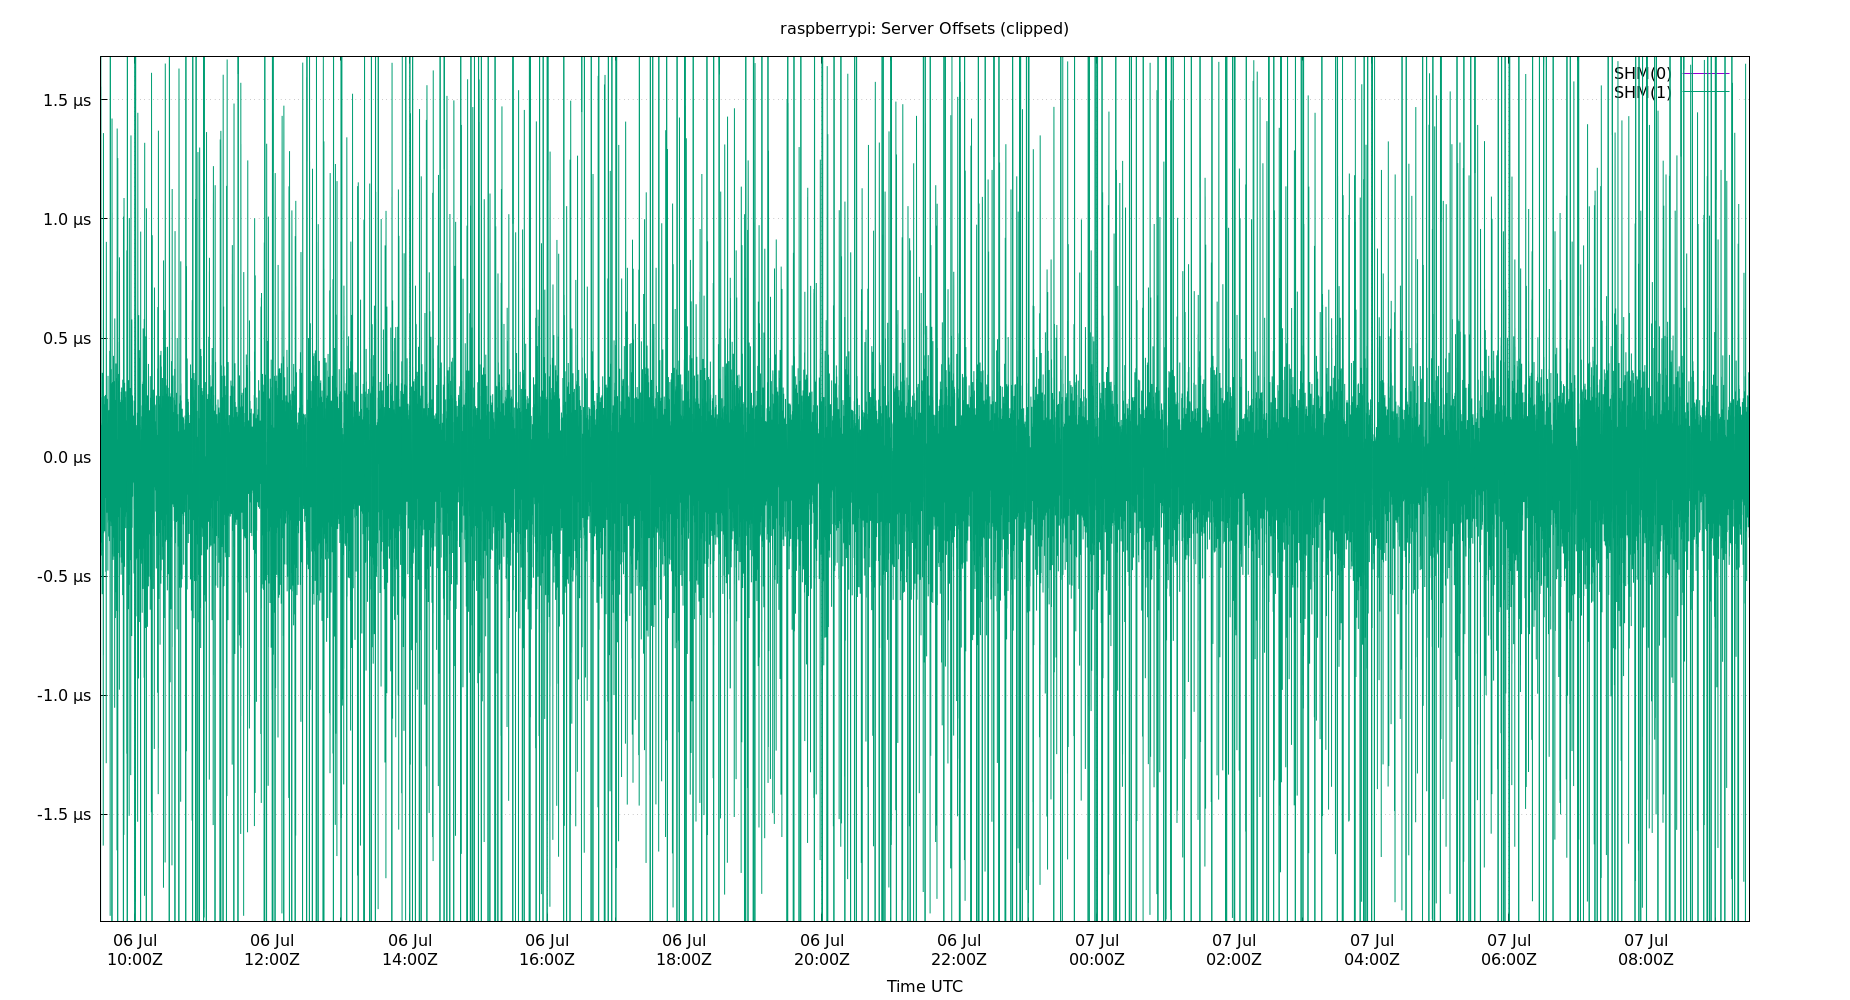 raspberrypi: Server Offsets (clipped)
SHM(0)
SHM(1)
1.5 µs
1.0 µs
0.5 µs
0.0 µs
-0.5 µs
-1.0 µs
-1.5 µs
06 Jul 06 Jul 06 Jul 06 Jul 06 Jul 06 Jul 06 Jul 07 Jul 07 Jul 07 Jul 07 Jul 07 Jul
10:00Z 12:00Z 14:00Z 16:00Z 18:00Z 20:00Z 22:00Z 00:00Z 02:00Z 04:00Z 06:00Z 08:00Z
Time UTC